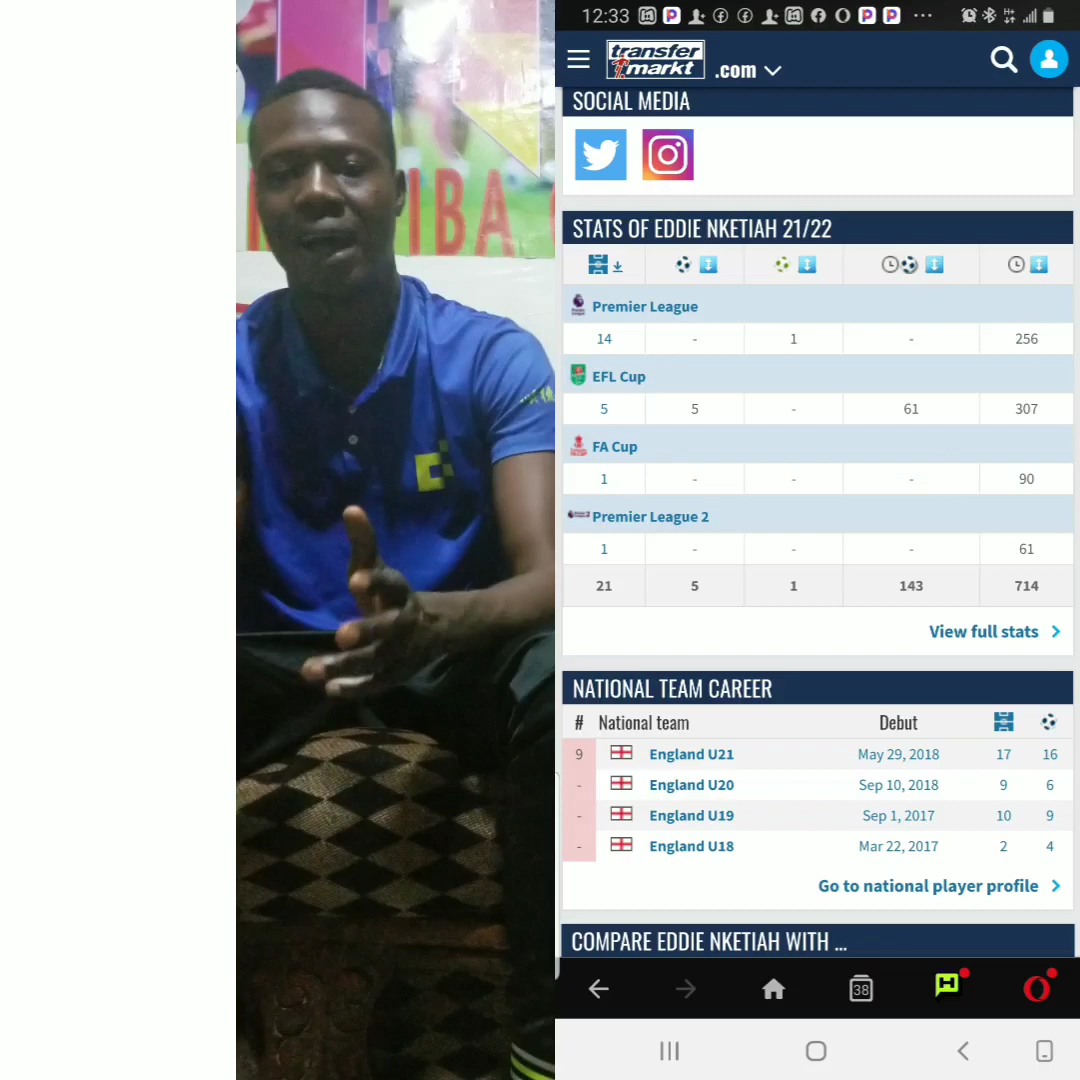 IBA
12:33
H+
transfer
markt
.com
SOCIAL MEDIA
STATS OF EDDIE NKETIAH 21/22
Premier League
14 - 1 - 256
EFL Cup
5 5 - 61 307
FA Cup
1 - - - 90
Premier League 2
1 - - - 61
21 5 1 143 714
View full stats
NATIONAL TEAM CAREER
# National team Debut
9 England U21 May 29, 2018 17 16
- England U20 Sep 10, 2018 9 6
- England U19 Sep 1, 2017 10 9
- England U18 Mar 22, 2017 2 4
Go to national player profile
COMPARE EDDIE NKETIAH WITH ...
38